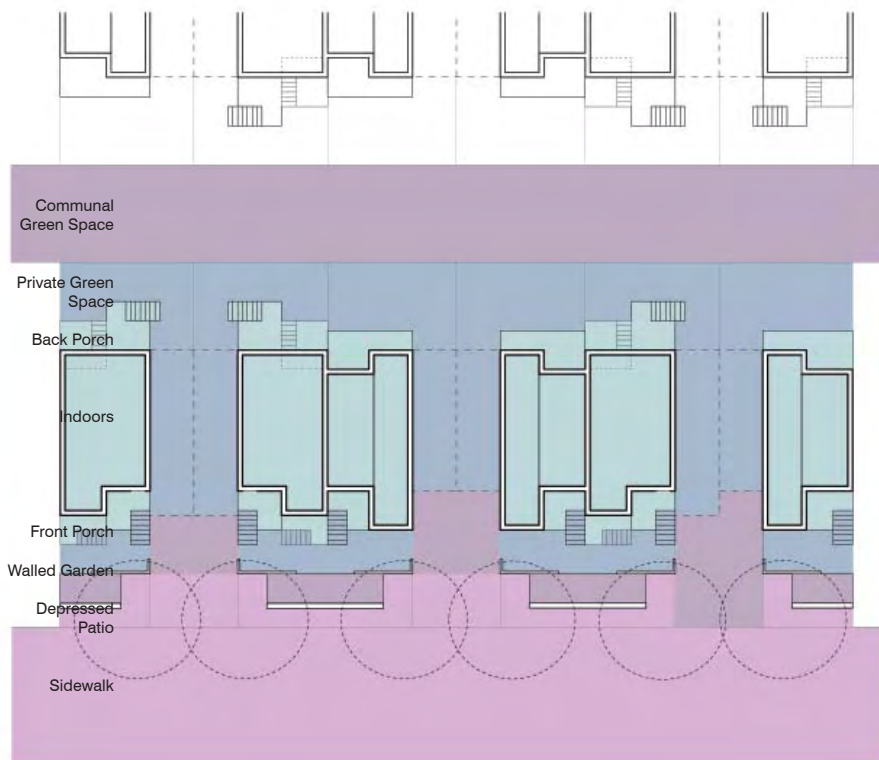 Communal
Green Space
Private Green
Space
Back Porch
Indoors
Front Porch
Walled Garden
Depressed
Patio
Sidewalk